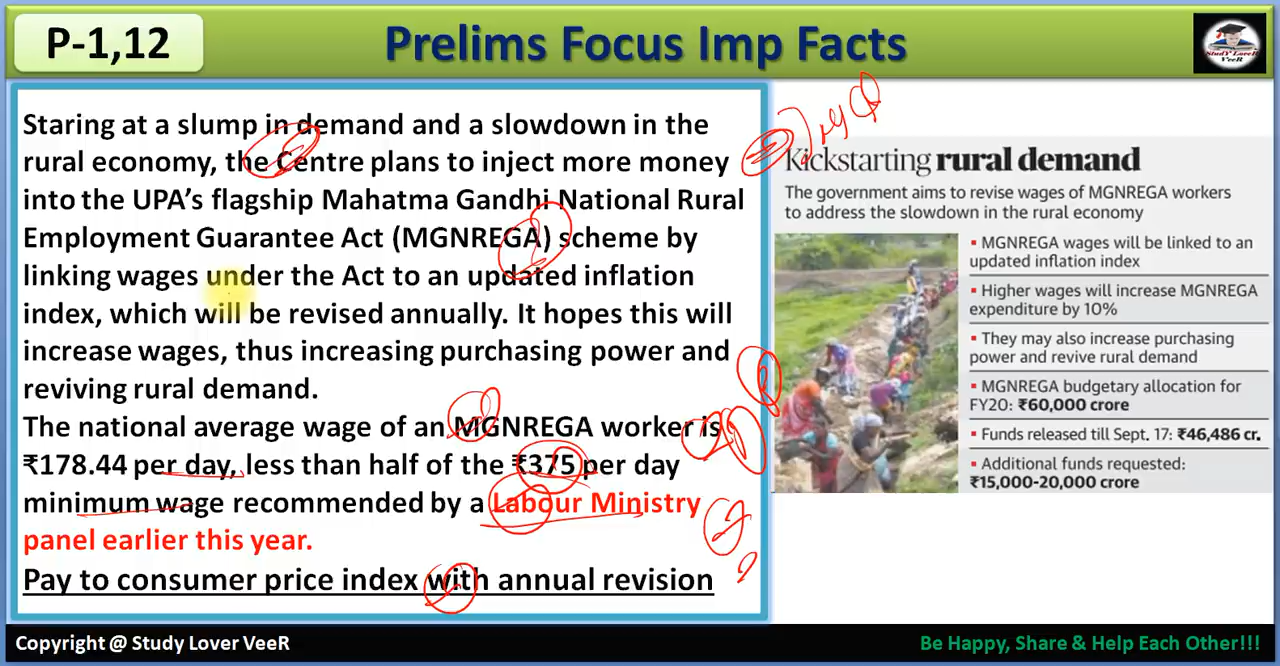 P-1,12
Prelims Focus Imp Facts
StudY LoveR
VeeR
Staring at a slump in demand and a slowdown in the
rural economy, the Centre plans to inject more money
into the UPA's flagship Mahatma Gandhi National Rural
Employment Guarantee Act (MGNREGA) scheme by
linking wages under the Act to an updated inflation
index, which will be revised annually. It hopes this will
increase wages, thus increasing purchasing power and
reviving rural demand.
The national average wage of an MGNREGA worker is
₹178.44 per day, less than half of the ₹375 per day
minimum wage recommended by a Labour Ministry
panel earlier this year.
Pay to consumer price index with annual revision
Kickstarting rural demand
The government aims to revise wages of MGNREGA workers
to address the slowdown in the rural economy
▪ MGNREGA wages will be linked to an
updated inflation index
▪ Higher wages will increase MGNREGA
expenditure by 10%
▪ They may also increase purchasing
power and revive rural demand
▪ MGNREGA budgetary allocation for
FY20: ₹60,000 crore
▪ Funds released till Sept. 17: ₹46,486 cr.
▪ Additional funds requested:
₹15,000-20,000 crore
Copyright @ Study Lover VeeR
Be Happy, Share & Help Each Other!!!